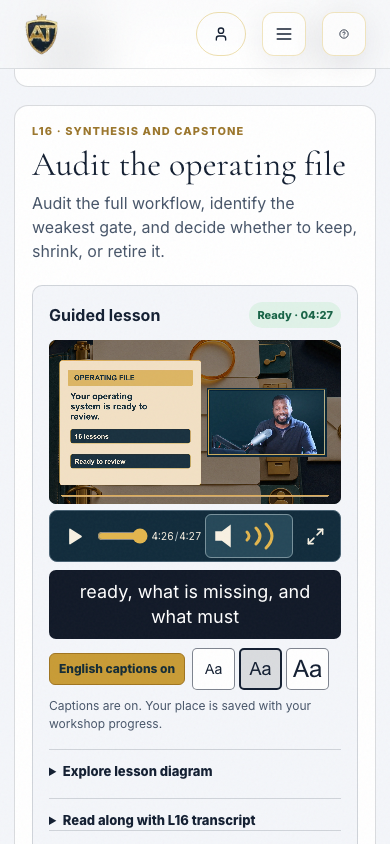 AT
L16 · SYNTHESIS AND CAPSTONE
Audit the operating file
Audit the full workflow, identify the
weakest gate, and decide whether to keep,
shrink, or retire it.
Guided lesson
Ready · 04:27
OPERATING FILE
Your operating
system is ready to
review.
16 lessons
Ready to review
4:26/4:27
ready, what is missing, and
what must
English captions on
Aa
Aa
Aa
Captions are on. Your place is saved with your
workshop progress.
Explore lesson diagram
Read along with L16 transcript